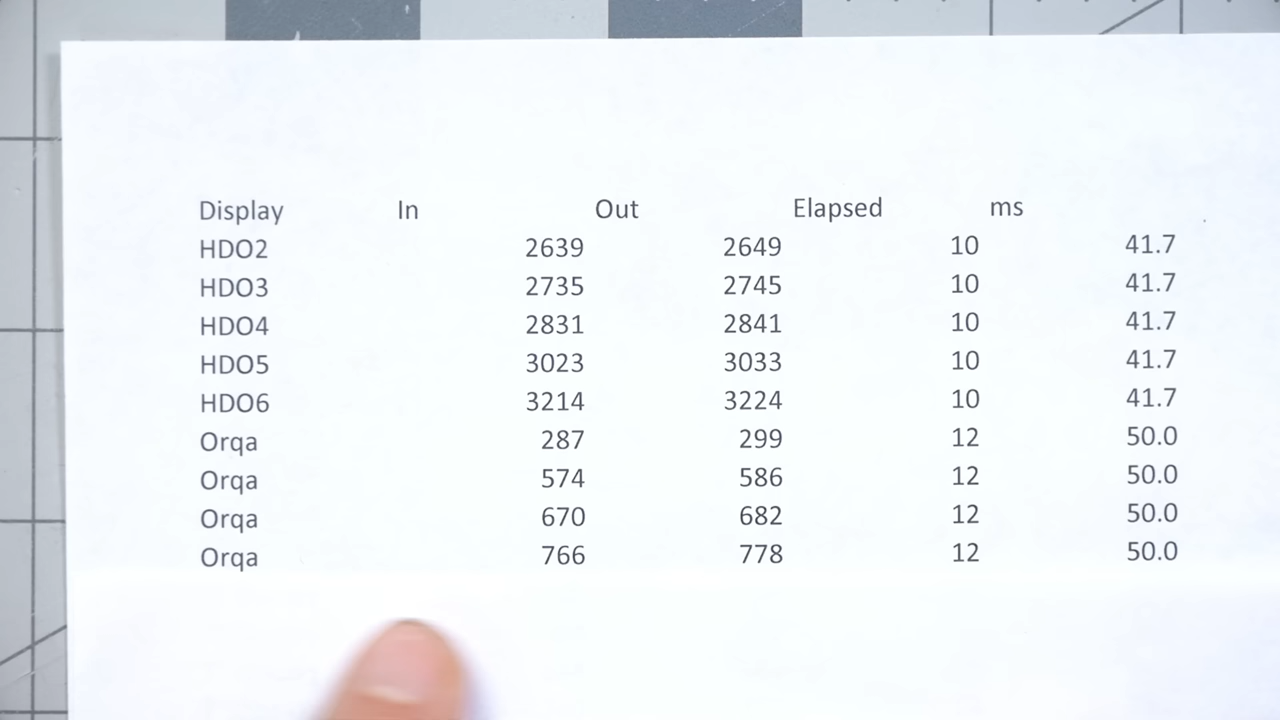 Display In Out Elapsed ms
HDO2 2639 2649 10 41.7
HDO3 2735 2745 10 41.7
HDO4 2831 2841 10 41.7
HDO5 3023 3033 10 41.7
HDO6 3214 3224 10 41.7
Orqa 287 299 12 50.0
Orqa 574 586 12 50.0
Orqa 670 682 12 50.0
Orqa 766 778 12 50.0